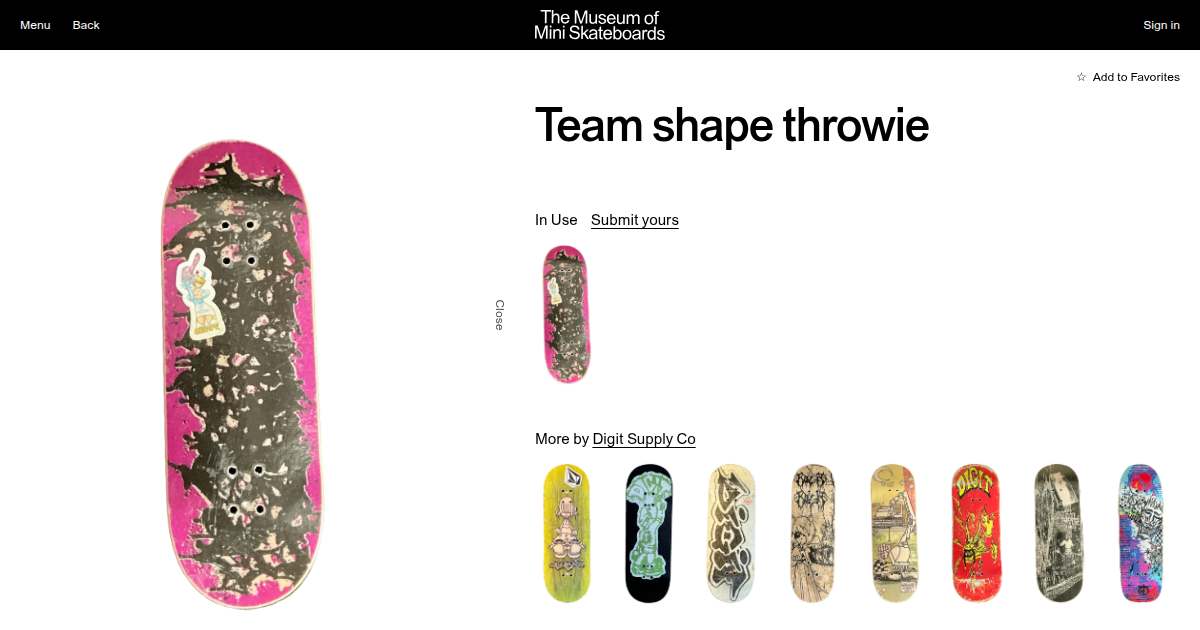 Menu
Back
The Museum of
Mini Skateboards
Sign in
☆ Add to Favorites
Team shape throwie
In Use
Submit yours
Close
More by Digit Supply Co
DIGIT